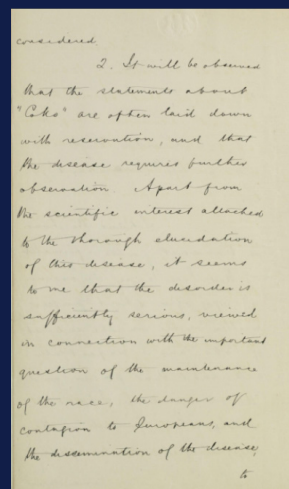 considered.
2. It will be observed
that the statements about
"Coko" are often laid down
with reservation, and that
the disease requires further
observation. Apart from
the scientific interest attached
to the thorough elucidation
of this disease, it seems
to me that the disorder is
sufficiently serious, viewed
in connection with the important
question of the maintenance
of the race, the danger of
contagion to Europeans, and
the dissemination of the disease,
to